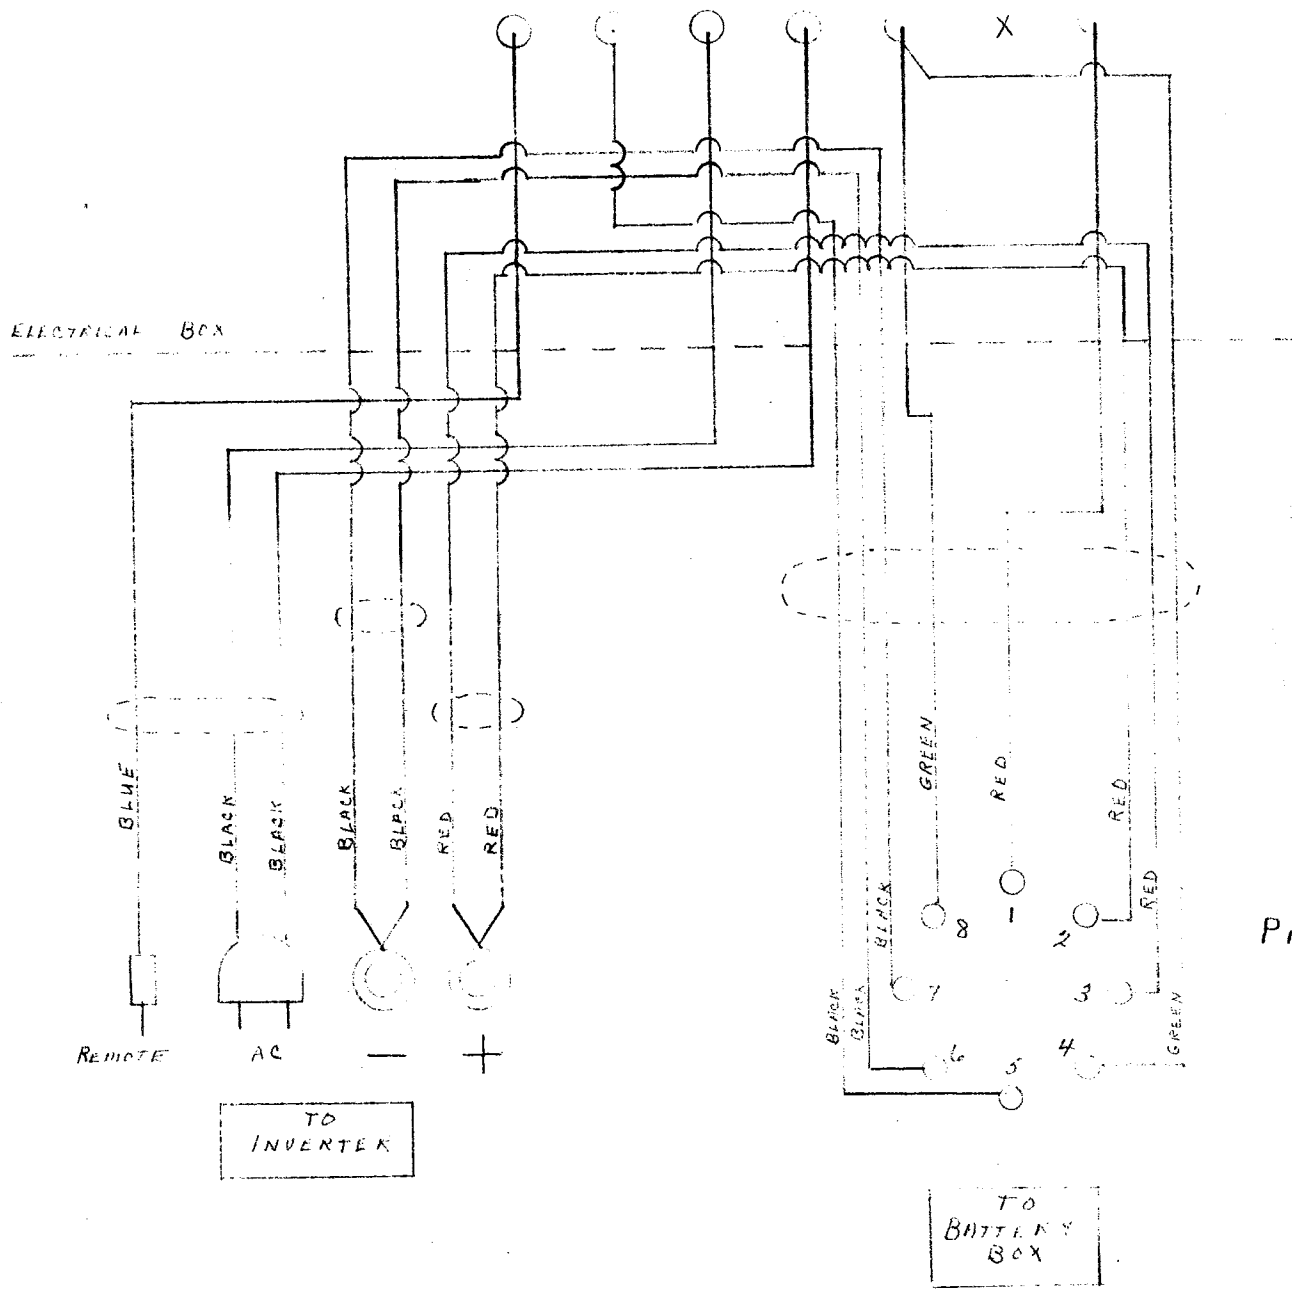 X
ELECTRICAL BOX
BLUE
BLACK
BLACK
BLACK
BLACK
RED
RED
GREEN
RED
RED
RED
BLACK
BLACK
BLACK
GREEN
8
1
2
7
3
6
5
4
REMOTE
AC
—
+
TO
INVERTER
TO
BATTERY
BOX